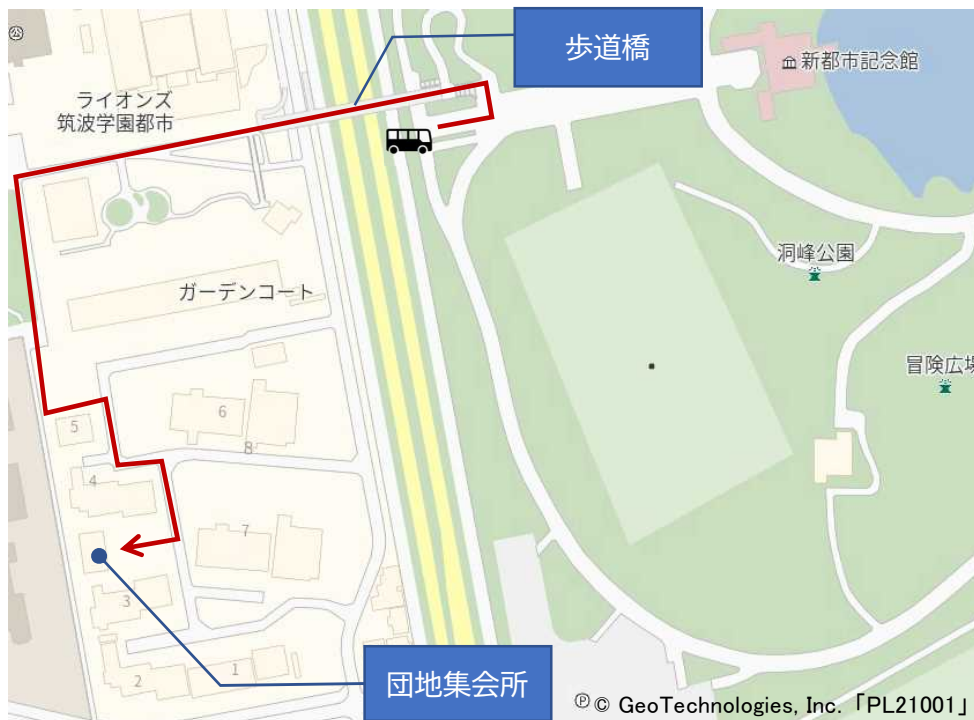 公
歩道橋
新都市記念館
ライオンズ
筑波学園都市
洞峰公園
ガーデンコート
冒険広場
6
5
8
4
7
3
1
2
団地集会所
Ⓟ © GeoTechnologies, Inc. 「PL21001」